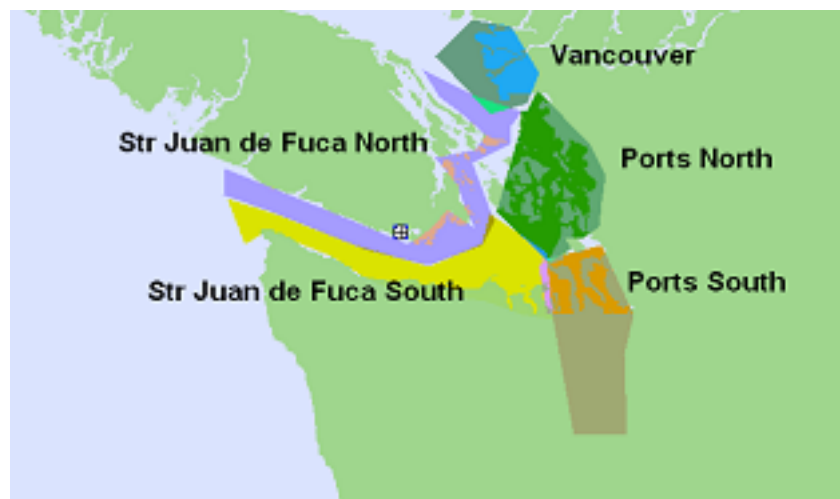 Vancouver
Str Juan de Fuca North
Ports North
Str Juan de Fuca South
Ports South